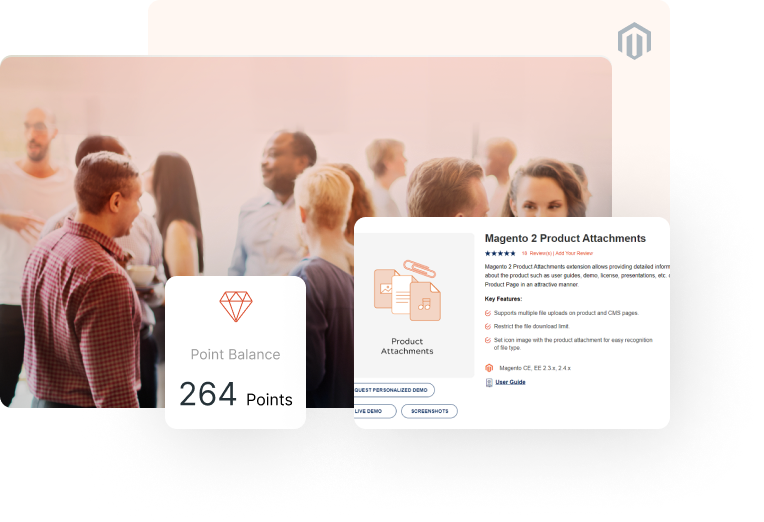 Point Balance
264 Points
Magento 2 Product Attachments
18 Review(s) | Add Your Review
Magento 2 Product Attachments extension allows providing detailed inform
about the product such as user guides, demo, license, presentations, etc.
Product Page in an attractive manner.
Key Features:
Supports multiple file uploads on product and CMS pages.
Restrict the file download limit.
Set icon image with the product attachment for easy recognition
of file type.
Magento CE, EE 2.3.x, 2.4.x
User Guide
Product
Attachments
QUEST PERSONALIZED DEMO
LIVE DEMO
SCREENSHOTS